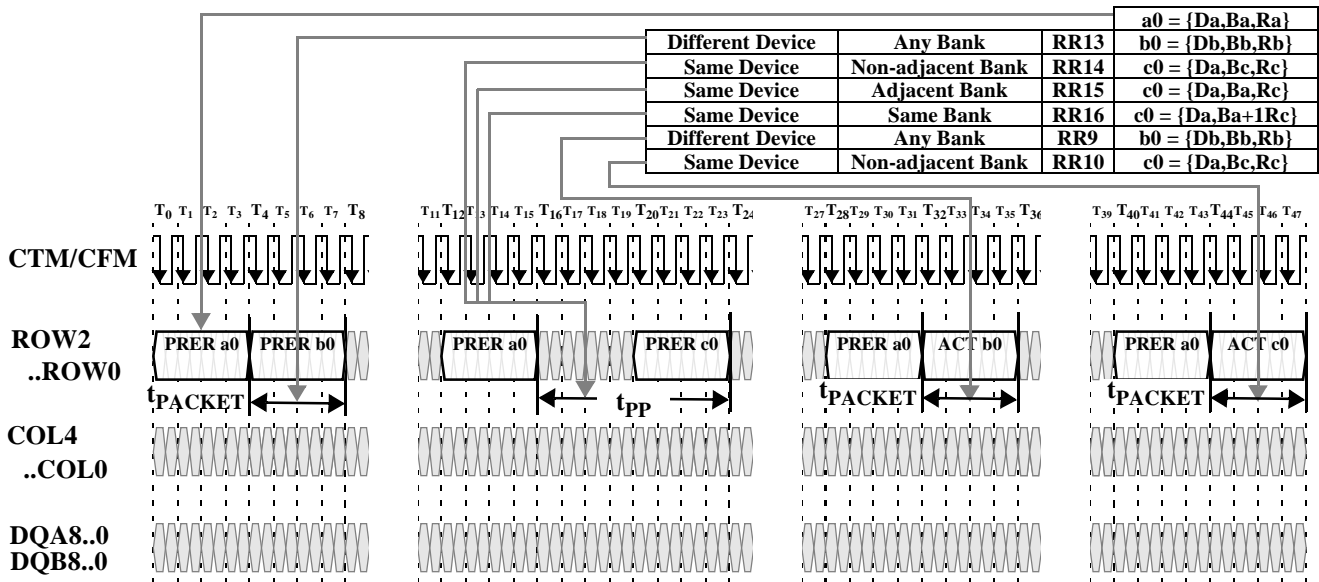 a0 = {Da,Ba,Ra}
Different Device Any Bank RR13 b0 = {Db,Bb,Rb}
Same Device Non-adjacent Bank RR14 c0 = {Da,Bc,Rc}
Same Device Adjacent Bank RR15 c0 = {Da,Ba,Rc}
Same Device Same Bank RR16 c0 = {Da,Ba+1Rc}
Different Device Any Bank RR9 b0 = {Db,Bb,Rb}
Same Device Non-adjacent Bank RR10 c0 = {Da,Bc,Rc}
T0 T1 T2 T3 T4 T5 T6 T7 T8 T11 T12 T13 T14 T15 T16 T17 T18 T19 T20 T21 T22 T23 T24 T27 T28 T29 T30 T31 T32 T33 T34 T35 T36 T39 T40 T41 T42 T43 T44 T45 T46 T47
CTM/CFM
ROW2
..ROW0
PRER a0 PRER b0 PRER a0 PRER c0 PRER a0 ACT b0 PRER a0 ACT c0
tPACKET tPP tPACKET tPACKET
COL4
..COL0
DQA8..0
DQB8..0